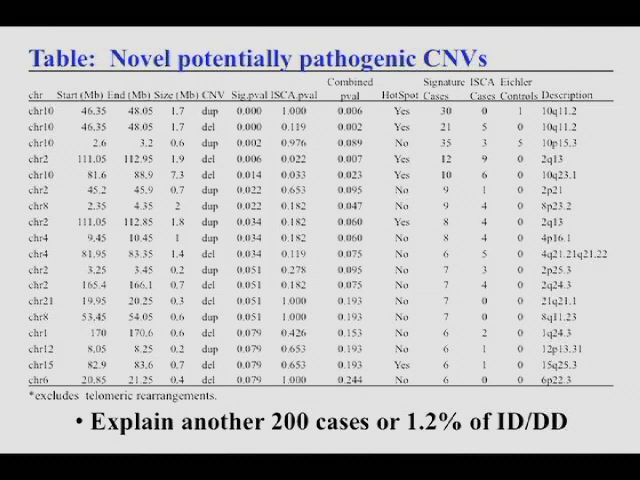 Table: Novel potentially pathogenic CNVs
Combined Signature ISCA Eichler
chr Start (Mb) End (Mb) Size (Mb) CNV Sig.pval ISCA.pval pval HotSpot Cases Cases Controls Description
chr10 46.35 48.05 1.7 dup 0.000 1.000 0.006 Yes 30 0 1 10q11.2
chr10 46.35 48.05 1.7 del 0.000 0.119 0.002 Yes 21 5 0 10q11.2
chr10 2.6 3.2 0.6 dup 0.002 0.976 0.089 No 35 3 5 10p15.3
chr2 111.05 112.95 1.9 del 0.006 0.022 0.007 Yes 12 9 0 2q13
chr10 81.6 88.9 7.3 del 0.014 0.033 0.023 Yes 10 6 0 10q23.1
chr2 45.2 45.9 0.7 dup 0.022 0.653 0.095 No 9 1 0 2p21
chr8 2.35 4.35 2 dup 0.022 0.182 0.047 No 9 4 0 8p23.2
chr2 111.05 112.85 1.8 dup 0.034 0.182 0.060 Yes 8 4 0 2q13
chr4 9.45 10.45 1 dup 0.034 0.182 0.060 No 8 4 0 4p16.1
chr4 81.95 83.35 1.4 del 0.034 0.119 0.075 No 6 5 0 4q21.21q21.22
chr2 3.25 3.45 0.2 dup 0.051 0.278 0.095 No 7 3 0 2p25.3
chr2 165.4 166.1 0.7 del 0.051 0.182 0.075 No 7 4 0 2q24.3
chr21 19.95 20.25 0.3 del 0.051 1.000 0.193 No 7 0 0 21q21.1
chr8 53.45 54.05 0.6 dup 0.051 1.000 0.193 No 7 0 0 8q11.23
chr1 170 170.6 0.6 del 0.079 0.426 0.153 No 6 2 0 1q24.3
chr12 8.05 8.25 0.2 dup 0.079 0.653 0.193 No 6 1 0 12p13.31
chr15 82.9 83.6 0.7 del 0.079 0.653 0.193 Yes 6 1 0 15q25.3
chr6 20.85 21.25 0.4 del 0.079 1.000 0.244 No 6 0 0 6p22.3
*excludes telomeric rearrangements.
• Explain another 200 cases or 1.2% of ID/DD